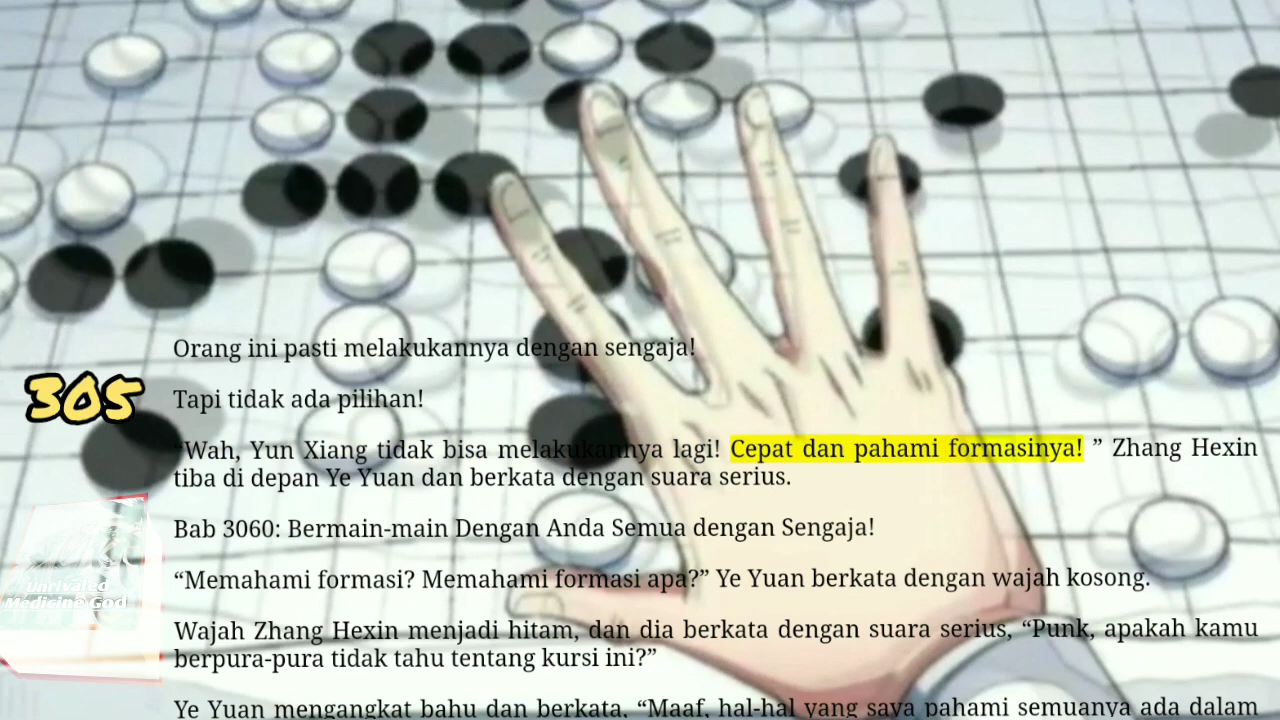 Orang ini pasti melakukannya dengan sengaja!
305
Tapi tidak ada pilihan!
“Wah, Yun Xiang tidak bisa melakukannya lagi! Cepat dan pahami formasinya! ” Zhang Hexin
tiba di depan Ye Yuan dan berkata dengan suara serius.
Bab 3060: Bermain-main Dengan Anda Semua dengan Sengaja!
“Memahami formasi? Memahami formasi apa?” Ye Yuan berkata dengan wajah kosong.
Unrivaled
Medicine God
Wajah Zhang Hexin menjadi hitam, dan dia berkata dengan suara serius, “Punk, apakah kamu
berpura-pura tidak tahu tentang kursi ini?”
Ye Yuan mengangkat bahu dan berkata, “Maaf, hal-hal yang saya pahami semuanya ada dalam